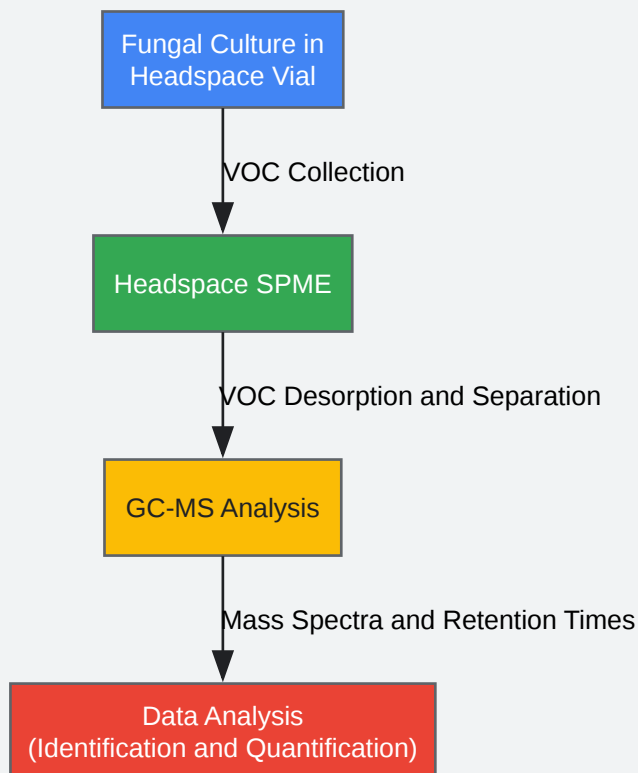 Fungal Culture in
Headspace Vial
VOC Collection
Headspace SPME
VOC Desorption and Separation
GC-MS Analysis
Mass Spectra and Retention Times
Data Analysis
(Identification and Quantification)